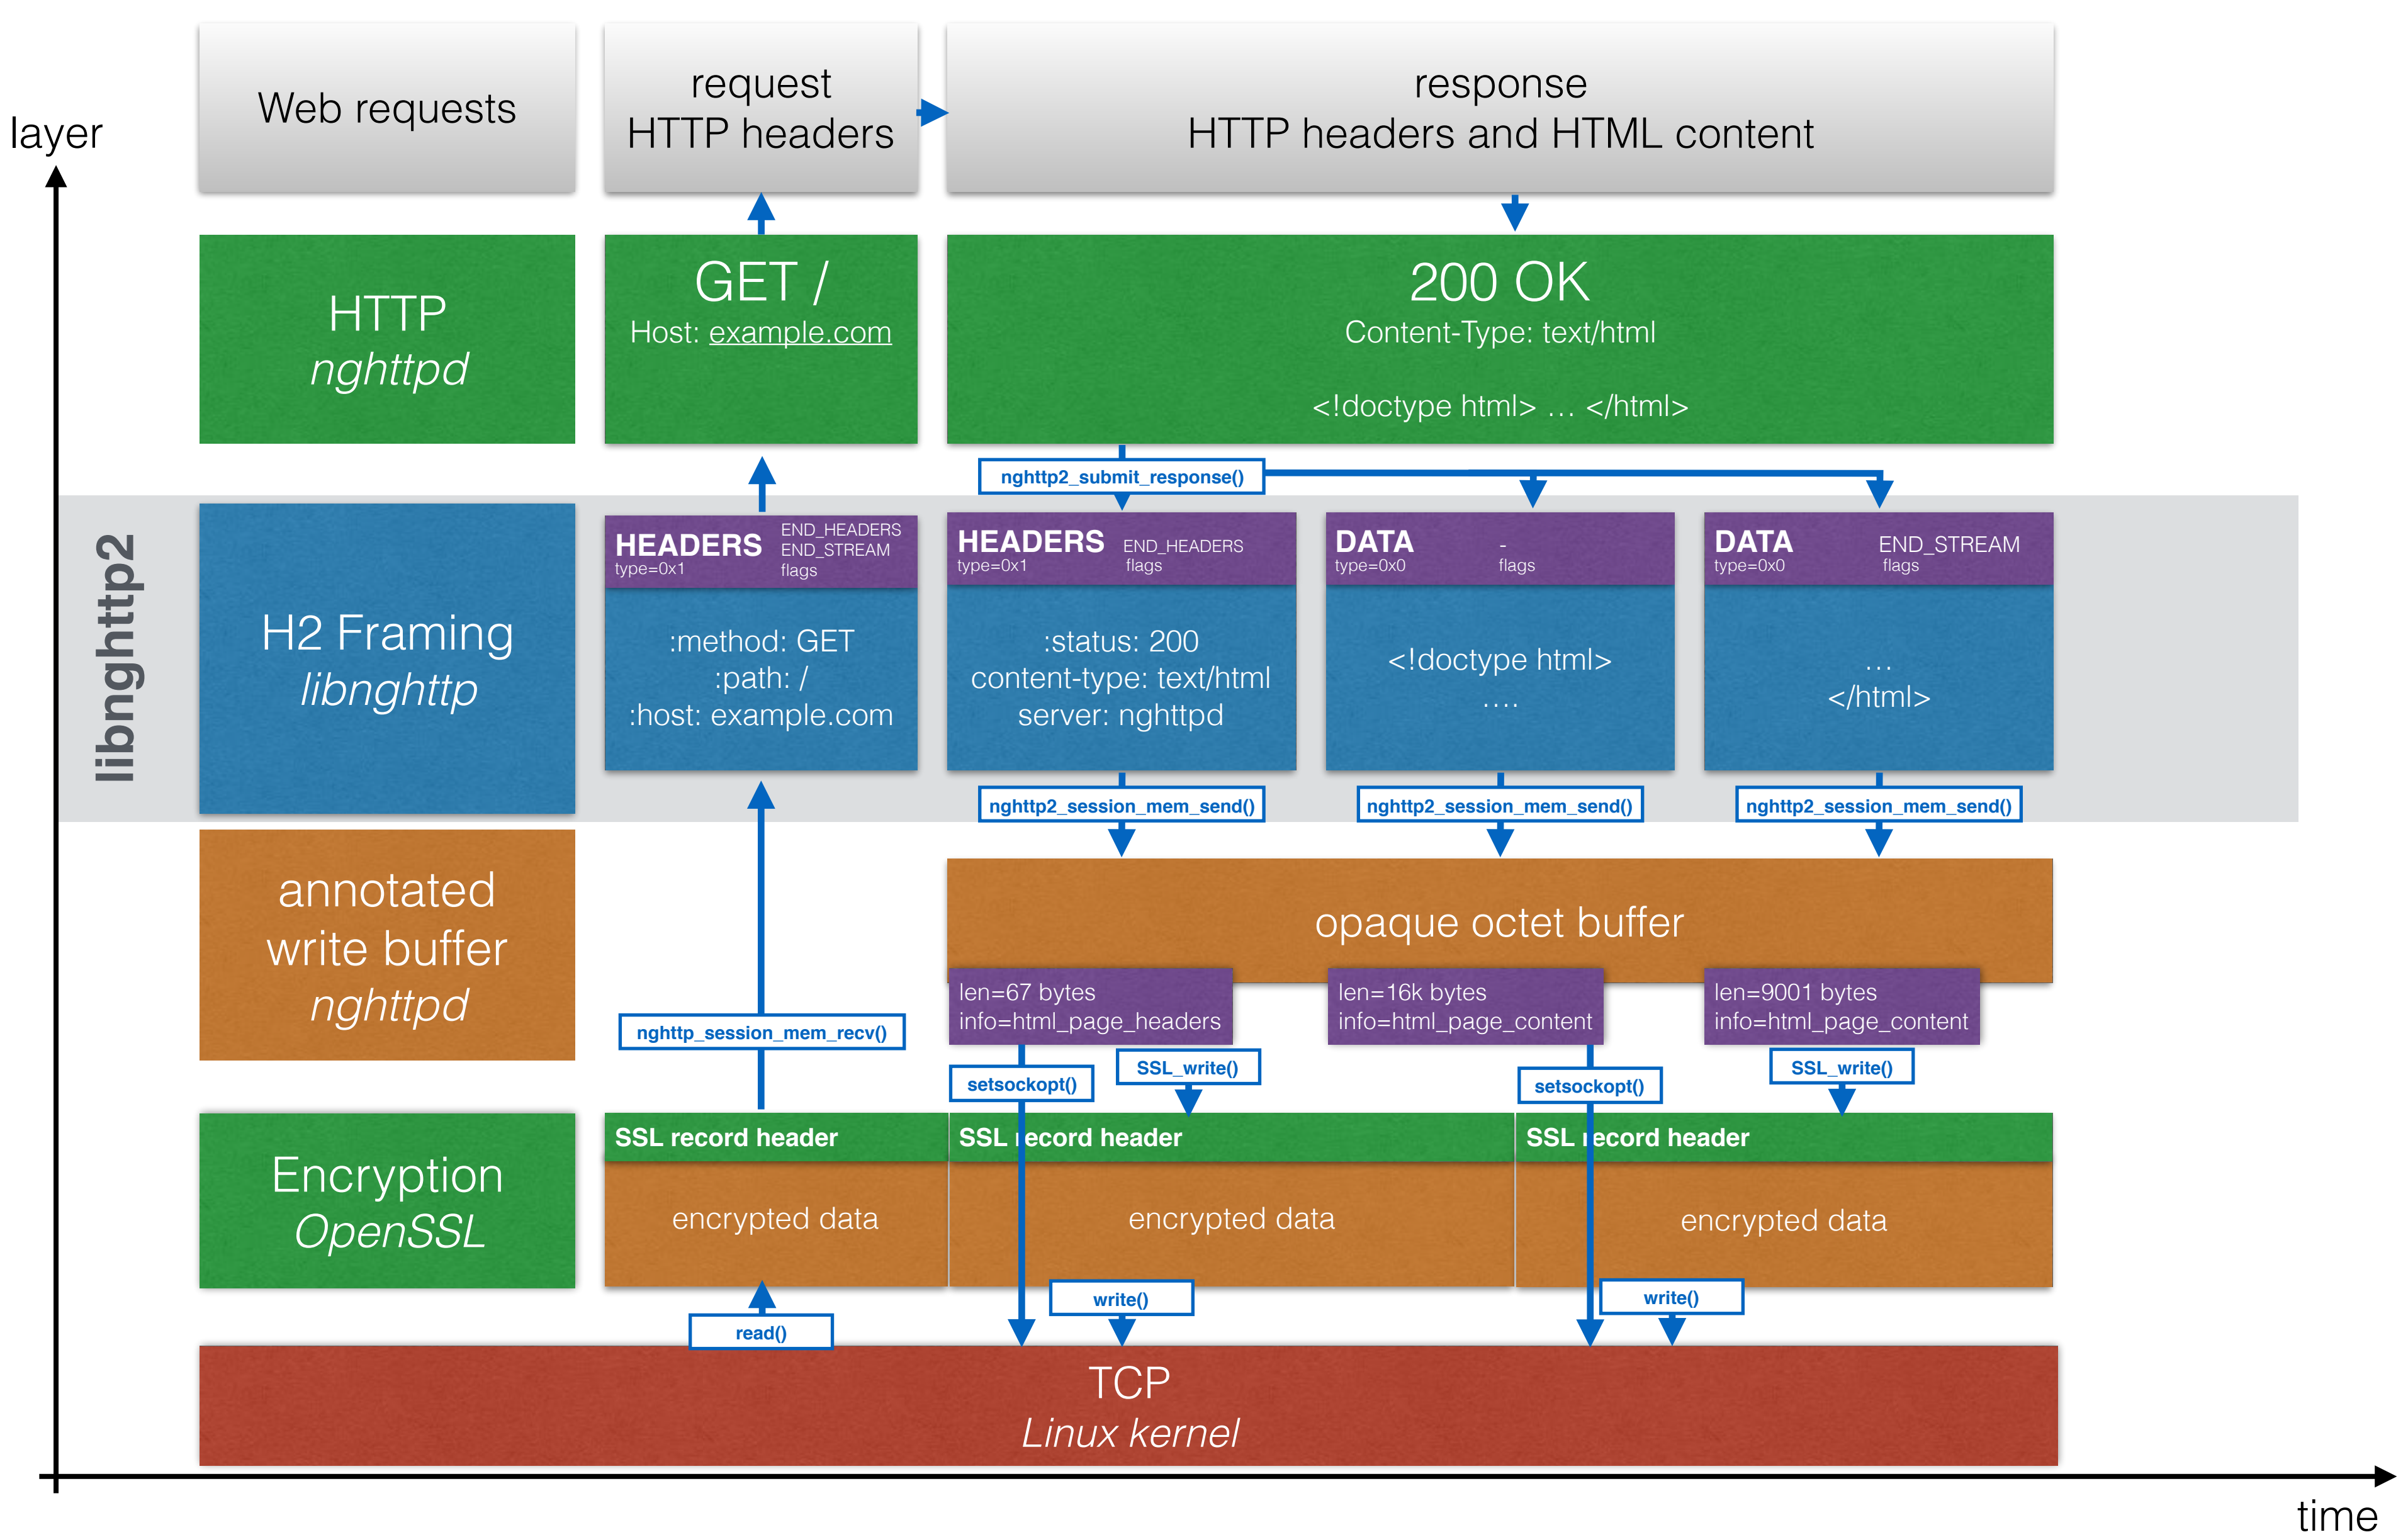 layer
Web requests
request
HTTP headers
response
HTTP headers and HTML content
HTTP
nghttpd
GET /
Host: example.com
200 OK
Content-Type: text/html
<!doctype html> … </html>
nghttp2_submit_response()
libnghttp2
H2 Framing
libnghttp
HEADERS
type=0x1
END_HEADERS
END_STREAM
flags
:method: GET
:path: /
:host: example.com
HEADERS
type=0x1
END_HEADERS
flags
:status: 200
content-type: text/html
server: nghttpd
DATA
type=0x0
-
flags
<!doctype html>
….
DATA
type=0x0
END_STREAM
flags
…
</html>
nghttp2_session_mem_send()
nghttp2_session_mem_send()
nghttp2_session_mem_send()
annotated
write buffer
nghttpd
opaque octet buffer
len=67 bytes
info=html_page_headers
len=16k bytes
info=html_page_content
len=9001 bytes
info=html_page_content
nghttp_session_mem_recv()
setsockopt()
SSL_write()
setsockopt()
SSL_write()
Encryption
OpenSSL
SSL record header
encrypted data
SSL record header
encrypted data
SSL record header
encrypted data
read()
write()
write()
TCP
Linux kernel
time